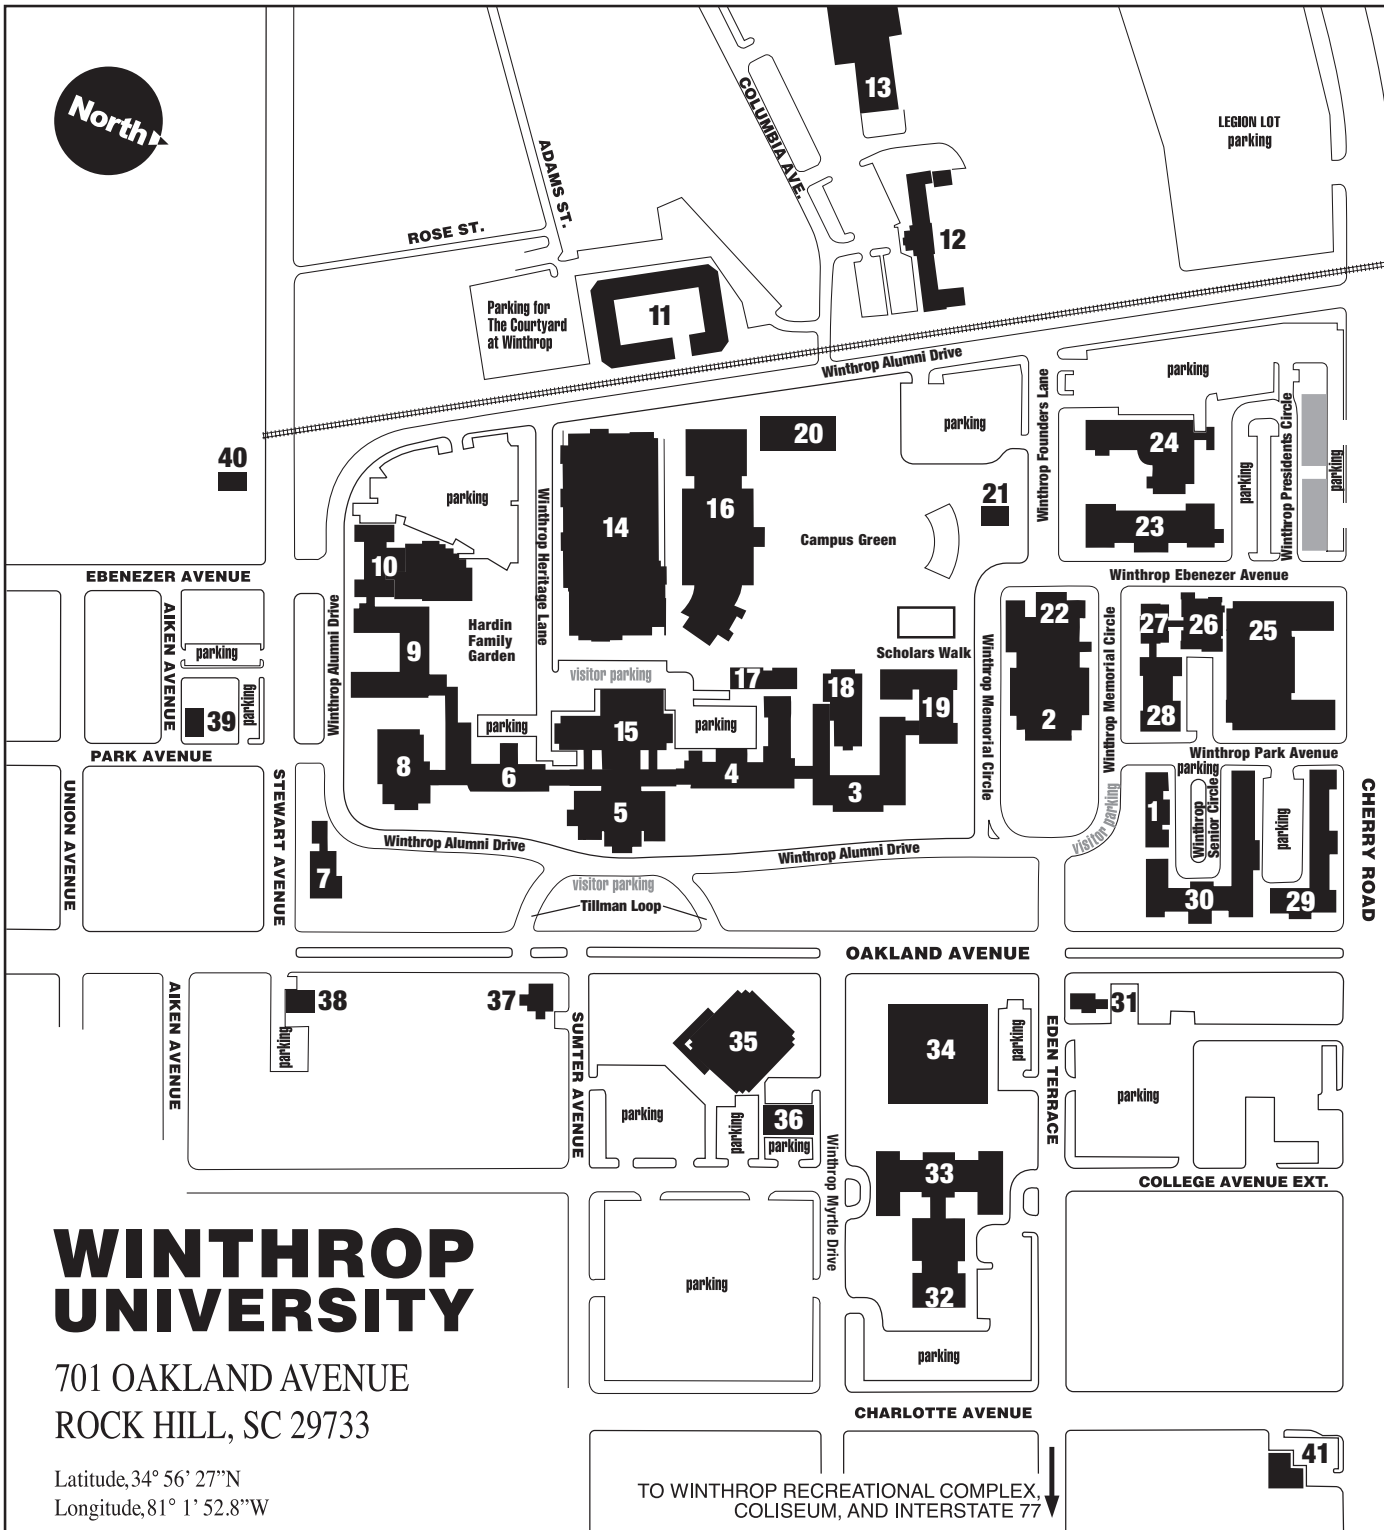 North
COLUMBIA AVE.
13
LEGION LOT
parking
ADAMS ST.
ROSE ST.
12
Parking for
The Courtyard
at Winthrop
11
Winthrop Alumni Drive
parking
Winthrop Founders Lane
parking
Winthrop Presidents Circle
parking
parking
20
24
40
parking
Winthrop Heritage Lane
14
16
21
23
Campus Green
10
EBENEZER AVENUE
Winthrop Ebenezer Avenue
AIKEN AVENUE
parking
parking
39
Winthrop Alumni Drive
9
Hardin
Family
Garden
visitor parking
17
18
Scholars Walk
19
Winthrop Memorial Circle
22
2
Winthrop Memorial Circle
27
26
25
28
parking
15
parking
PARK AVENUE
Winthrop Park Avenue
UNION AVENUE
STEWART AVENUE
8
6
5
4
3
parking
visitor parking
1
Winthrop
Senior Circle
parking
CHERRY ROAD
Winthrop Alumni Drive
Winthrop Alumni Drive
7
visitor parking
Tillman Loop
30
29
OAKLAND AVENUE
AIKEN AVENUE
38
parking
37
SUMTER AVENUE
35
34
parking
EDEN TERRACE
31
parking
parking
parking
36
parking
Winthrop Myrtle Drive
33
COLLEGE AVENUE EXT.
WINTHROP
UNIVERSITY
parking
32
parking
701 OAKLAND AVENUE
ROCK HILL, SC 29733
CHARLOTTE AVENUE
41
Latitude,34° 56’ 27”N
Longitude,81° 1’ 52.8”W
TO WINTHROP RECREATIONAL COMPLEX,
COLISEUM, AND INTERSTATE 77